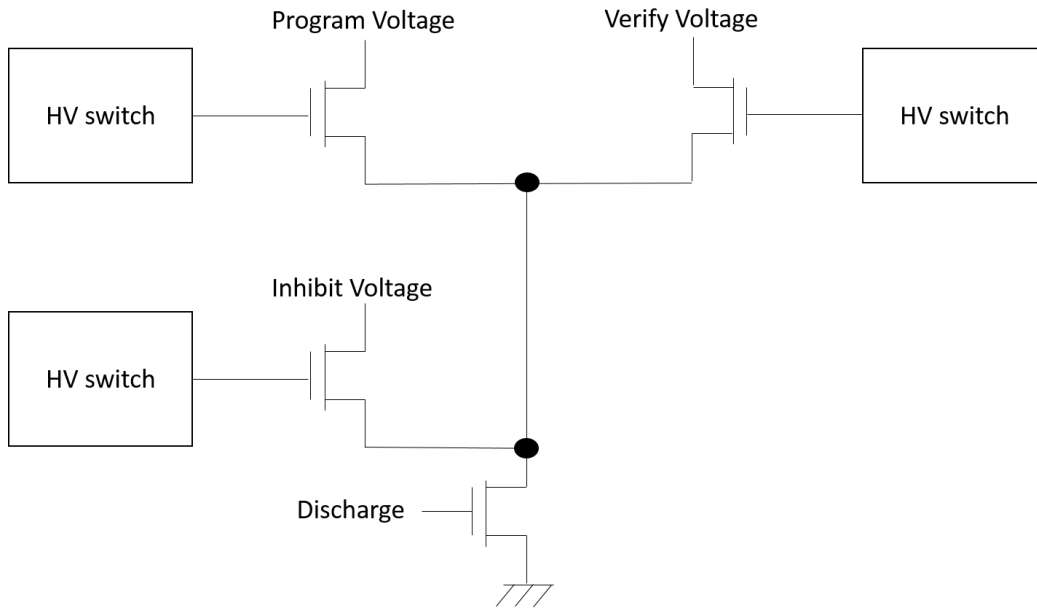 Program Voltage
Verify Voltage
HV switch
HV switch
Inhibit Voltage
HV switch
Discharge